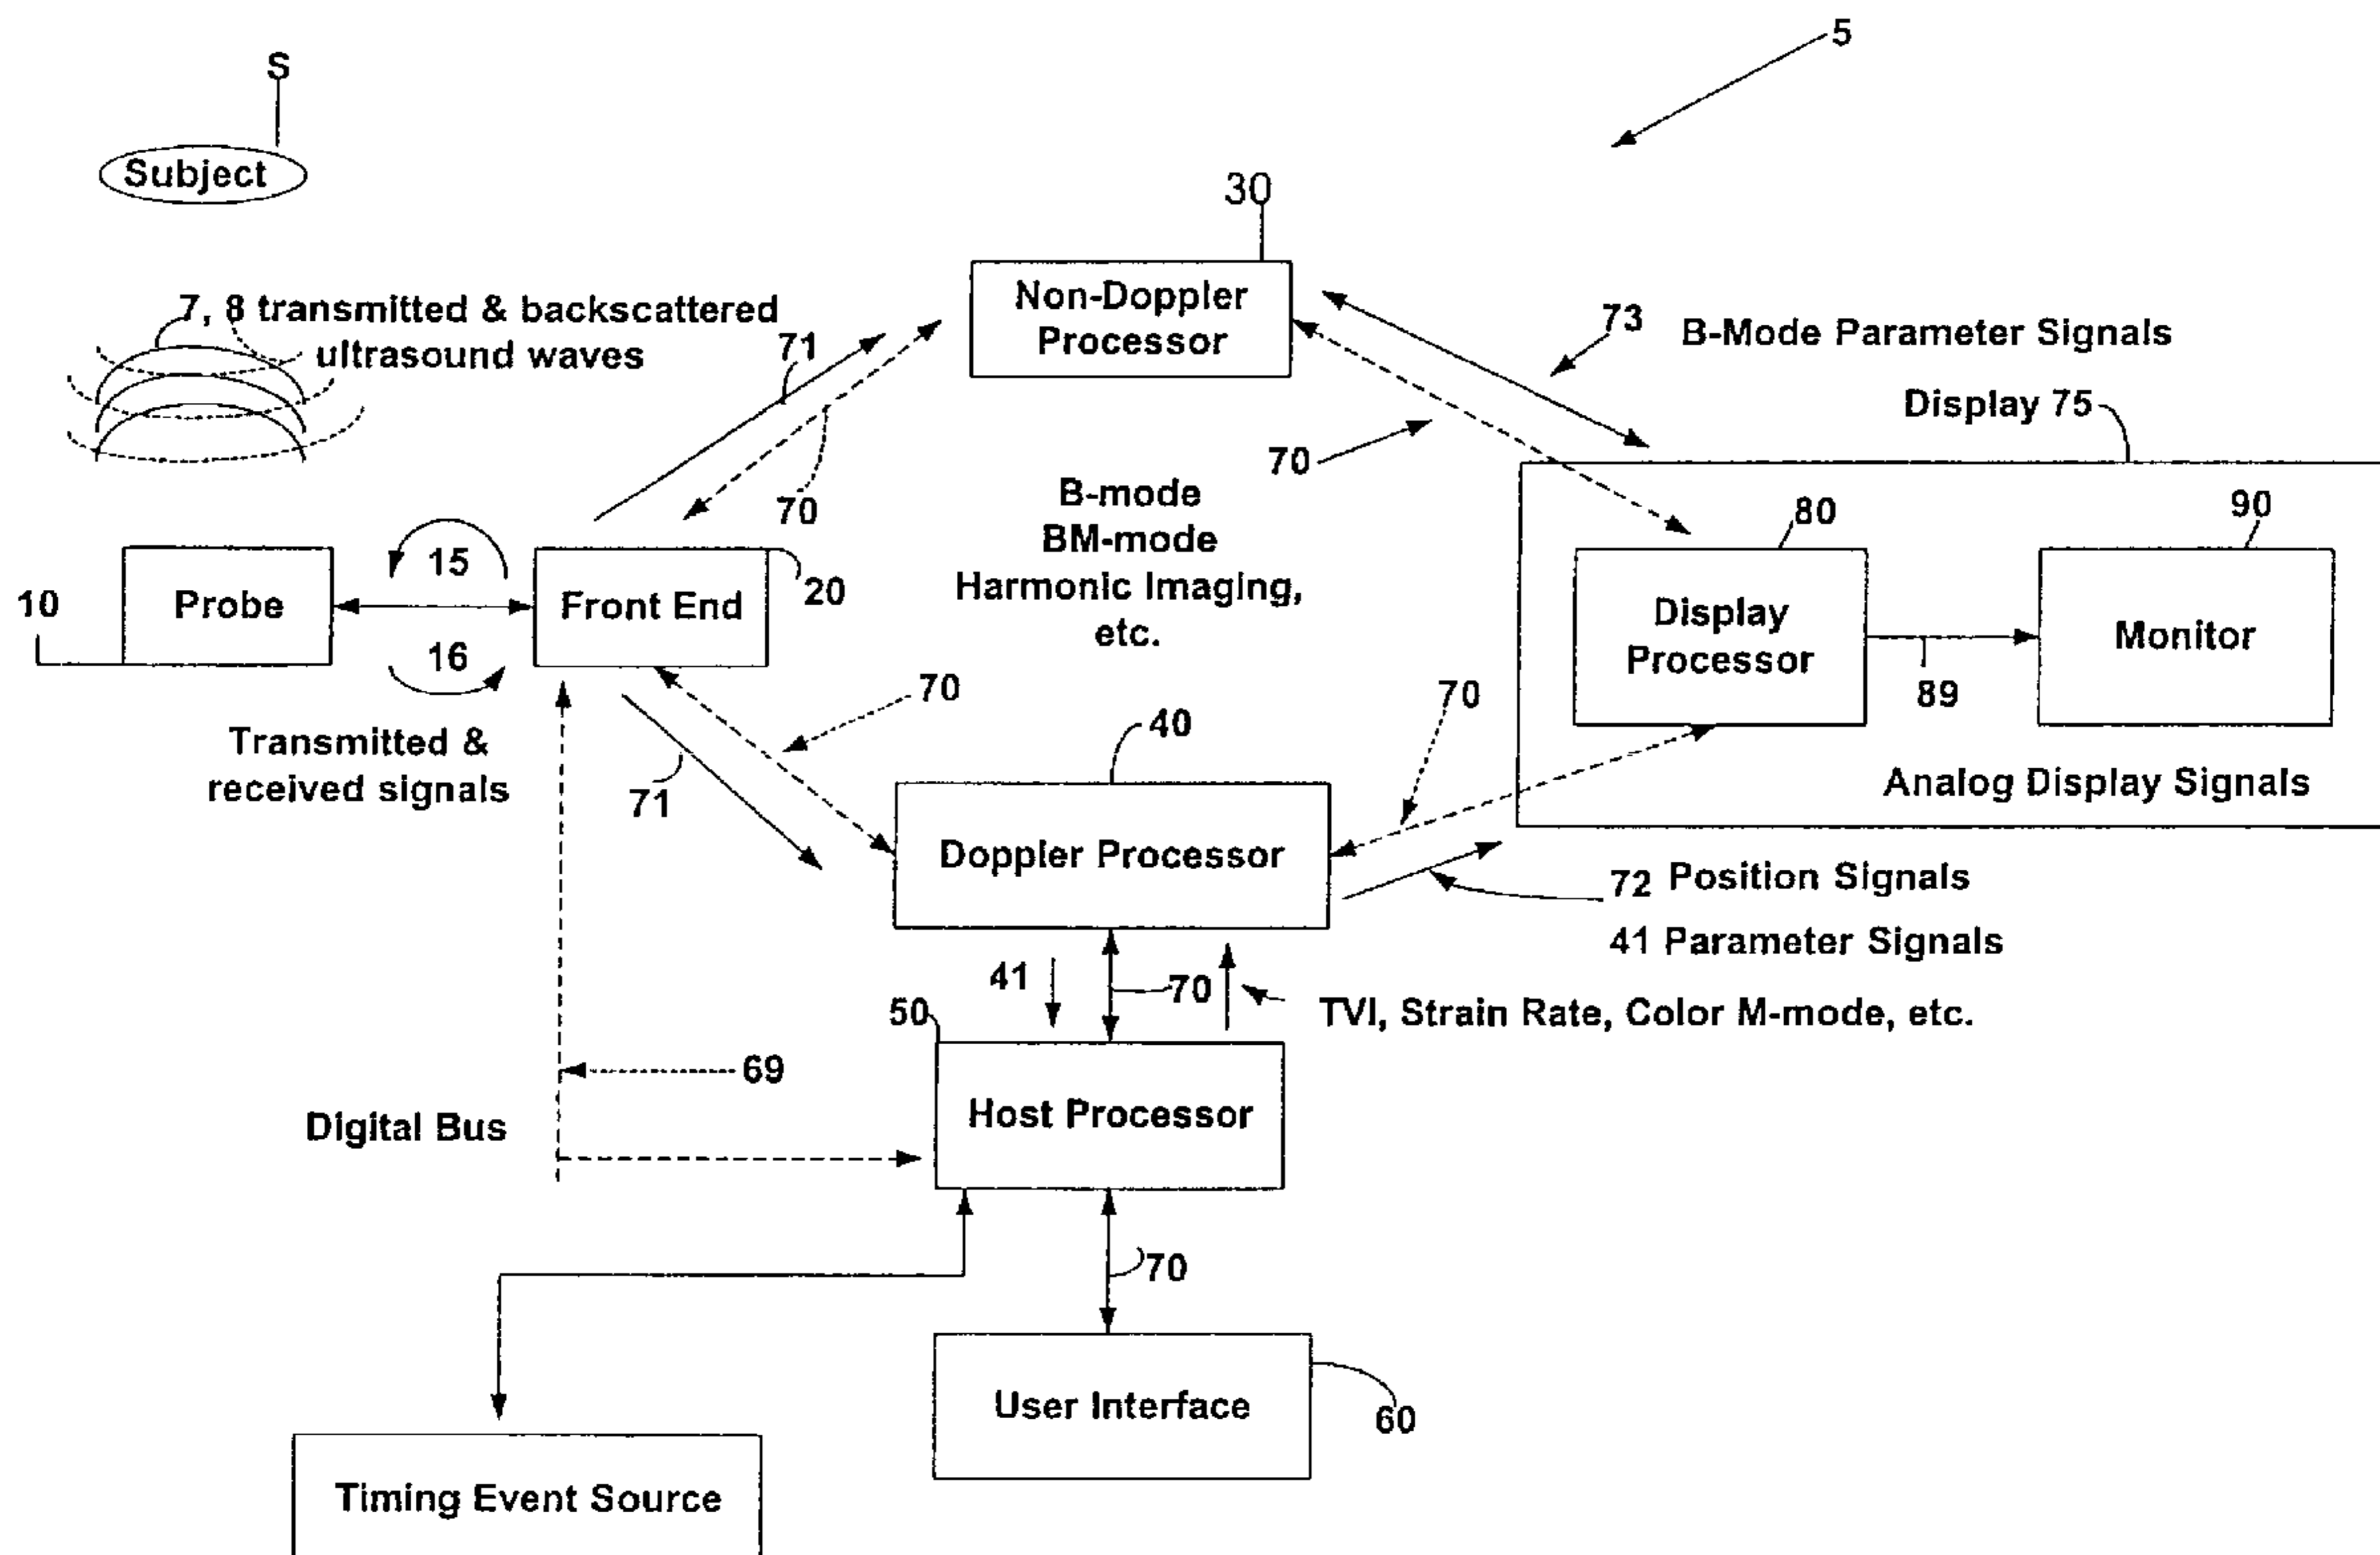 5
S
Subject
30
Non-Doppler
Processor
7, 8 transmitted & backscattered
ultrasound waves
71
70
73
B-Mode Parameter Signals
Display 75
70
B-mode
BM-mode
Harmonic Imaging,
etc.
10
Probe
15
16
Front End
20
Transmitted &
received signals
80
90
Display
Processor
89
Monitor
Analog Display Signals
70
71
70
40
Doppler Processor
72 Position Signals
41 Parameter Signals
41
70
TVI, Strain Rate, Color M-mode, etc.
50
Host Processor
69
Digital Bus
70
User Interface
60
Timing Event Source